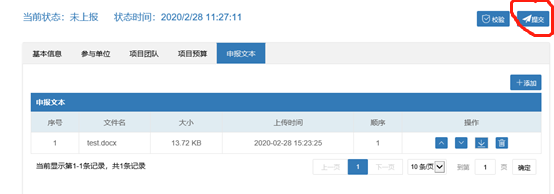 当前状态：未上报 状态时间：2020/2/28 11:27:11 校验 提交
基本信息 参与单位 项目团队 项目预算 申报文本
+添加
申报文本
序号 文件名 大小 上传时间 顺序 操作
1 test.docx 13.72 KB 2020-02-28 15:23:25 1
当前显示第1-1条记录，共1条记录 上一页 1 下一页 10 条/页 到第 1 页 确定